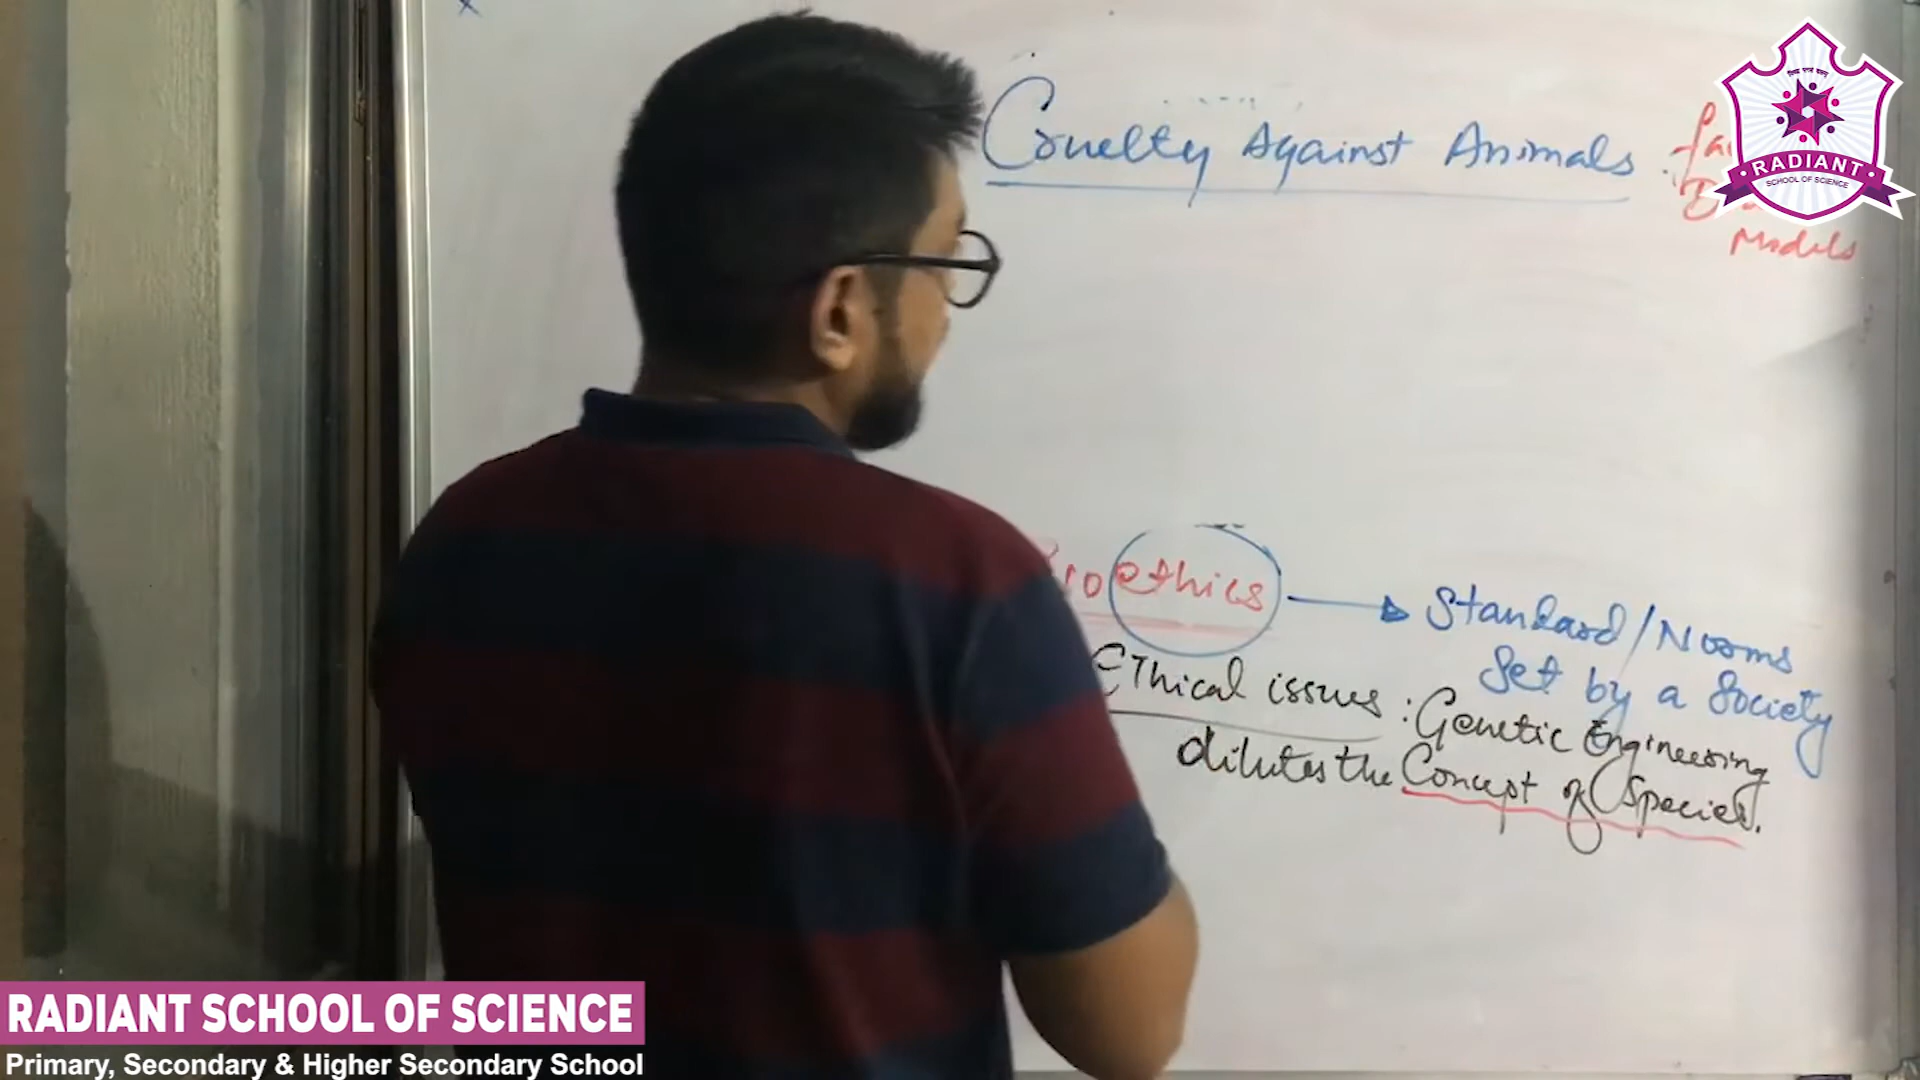 Cruelty Against Animals
Models
ethics
Standard/Norms
Set by a Society
Ethical issues : Genetic Engineering
dilutes the Concept of Species.
RADIANT
SCHOOL OF SCIENCE
RADIANT SCHOOL OF SCIENCE
Primary, Secondary & Higher Secondary School